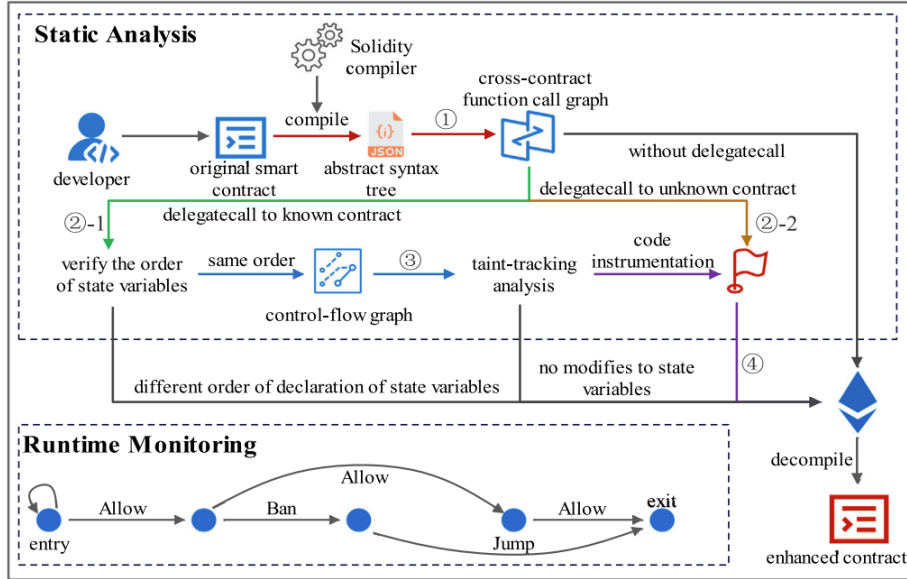 Static Analysis
Solidity
compiler
cross-contract
function call graph
compile
①
{i}
JSON
without delegatecall
developer
original smart
contract
abstract syntax
tree
delegatecall to unknown contract
delegatecall to known contract
②-1
②-2
verify the order
of state variables
same order
③
taint-tracking
analysis
code
instrumentation
control-flow graph
④
different order of declaration of state variables
no modifies to state
variables
Runtime Monitoring
decompile
Allow
Allow
Ban
Allow
exit
entry
Jump
enhanced contract